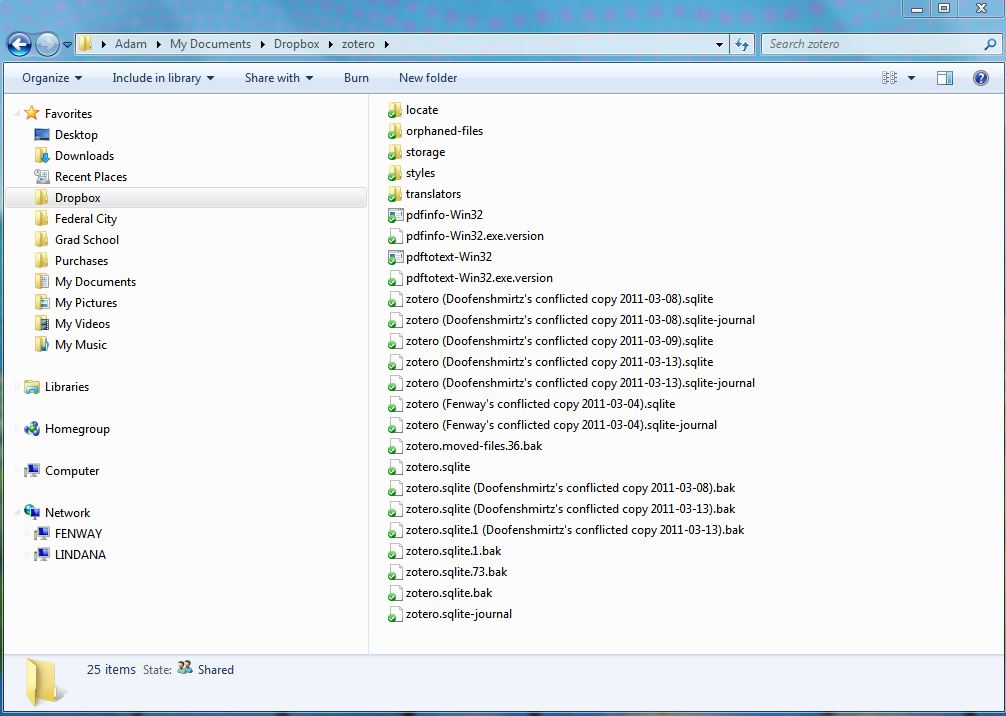 Adam My Documents Dropbox zotero Search zotero
Organize Include in library Share with Burn New folder
Favorites
Desktop
Downloads
Recent Places
Dropbox
Federal City
Grad School
Purchases
My Documents
My Pictures
My Videos
My Music
Libraries
Homegroup
Computer
Network
FENWAY
LINDANA
locate
orphaned-files
storage
styles
translators
pdfinfo-Win32
pdfinfo-Win32.exe.version
pdftotext-Win32
pdftotext-Win32.exe.version
zotero (Doofenshmirtz's conflicted copy 2011-03-08).sqlite
zotero (Doofenshmirtz's conflicted copy 2011-03-08).sqlite-journal
zotero (Doofenshmirtz's conflicted copy 2011-03-09).sqlite
zotero (Doofenshmirtz's conflicted copy 2011-03-13).sqlite
zotero (Doofenshmirtz's conflicted copy 2011-03-13).sqlite-journal
zotero (Fenway's conflicted copy 2011-03-04).sqlite
zotero (Fenway's conflicted copy 2011-03-04).sqlite-journal
zotero.moved-files.36.bak
zotero.sqlite
zotero.sqlite (Doofenshmirtz's conflicted copy 2011-03-08).bak
zotero.sqlite (Doofenshmirtz's conflicted copy 2011-03-13).bak
zotero.sqlite.1 (Doofenshmirtz's conflicted copy 2011-03-13).bak
zotero.sqlite.1.bak
zotero.sqlite.73.bak
zotero.sqlite.bak
zotero.sqlite-journal
25 items State: Shared